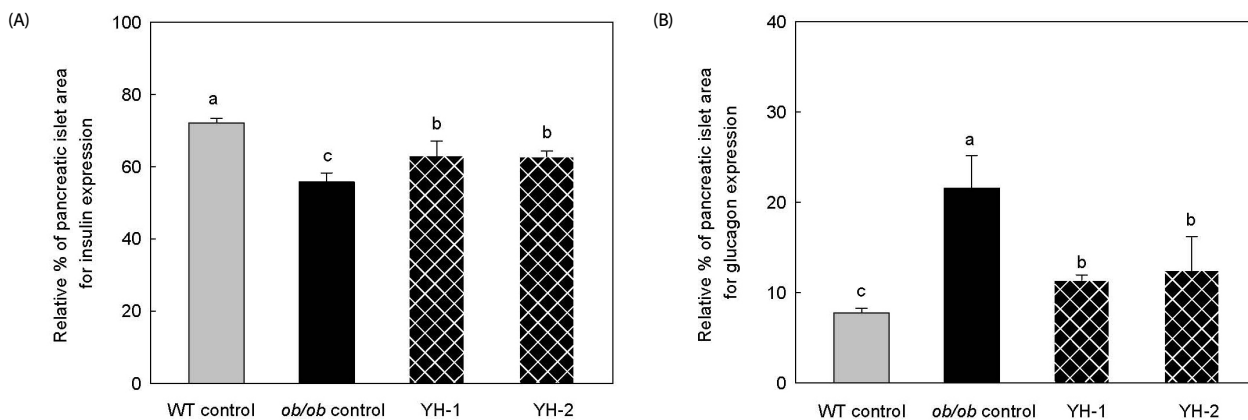 (A)
Relative % of pancreatic islet area
for insulin expression
100
80
60
40
20
0
a
c
b
b
WT control
ob/ob control
YH-1
YH-2
(B)
Relative % of pancreatic islet area
for glucagon expression
40
30
20
10
0
c
a
b
b
WT control
ob/ob control
YH-1
YH-2